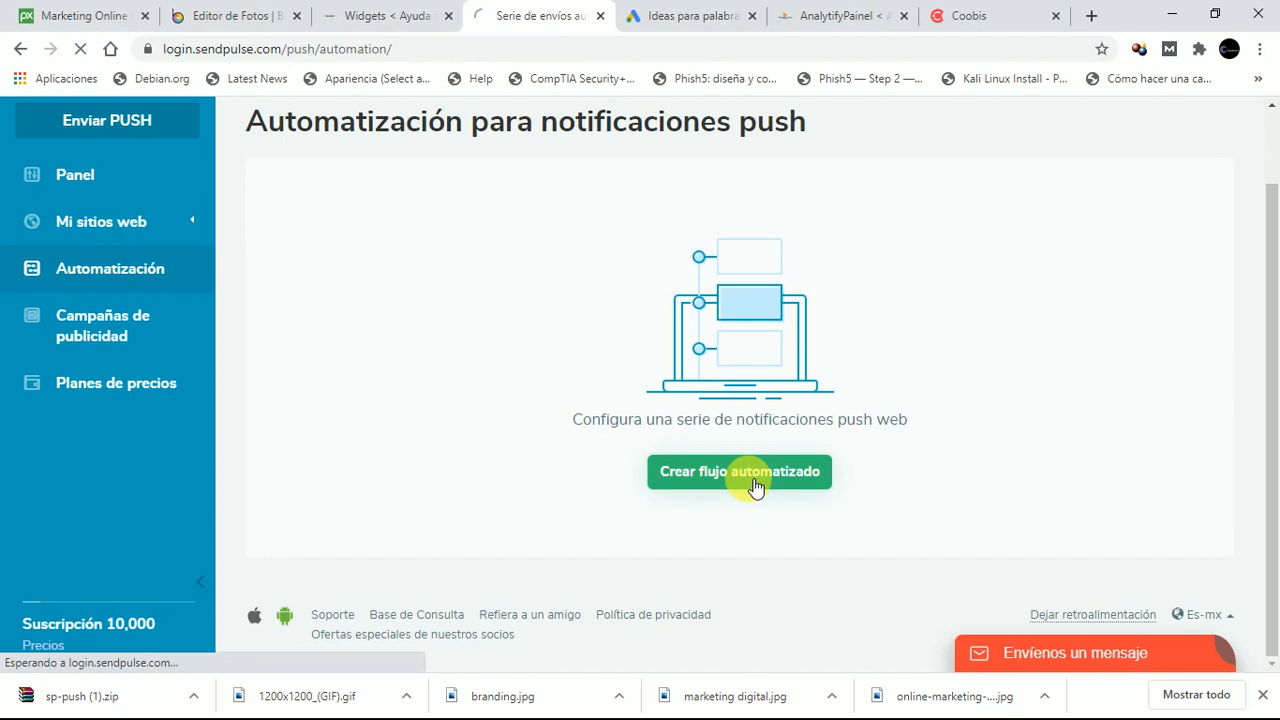 Marketing Online
Editor de Fotos | B
Widgets < Ayuda
Serie de envíos au
Ideas para palabra
AnalytifyPainel < A
Coobis
login.sendpulse.com/push/automation/
Aplicaciones
Debian.org
Latest News
Apariencia (Select a...
Help
CompTIA Security+...
Phish5: diseña y co...
Phish5 — Step 2 —...
Kali Linux Install - P...
Cómo hacer una ca...
»
Enviar PUSH
Panel
Mi sitios web
Automatización
Campañas de
publicidad
Planes de precios
Suscripción 10,000
Precios
Automatización para notificaciones push
Configura una serie de notificaciones push web
Crear flujo automatizado
Soporte
Base de Consulta
Refiera a un amigo
Política de privacidad
Ofertas especiales de nuestros socios
Dejar retroalimentación
Es-mx
Envíenos un mensaje
Esperando a login.sendpulse.com...
sp-push (1).zip
1200x1200_(GIF).gif
branding.jpg
marketing digital.jpg
online-marketing-....jpg
Mostrar todo